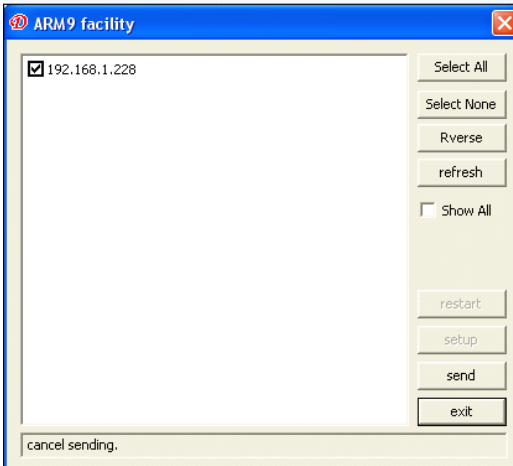 ARM9 facility
192.168.1.228
Select All
Select None
Rverse
refresh
Show All
restart
setup
send
exit
cancel sending.